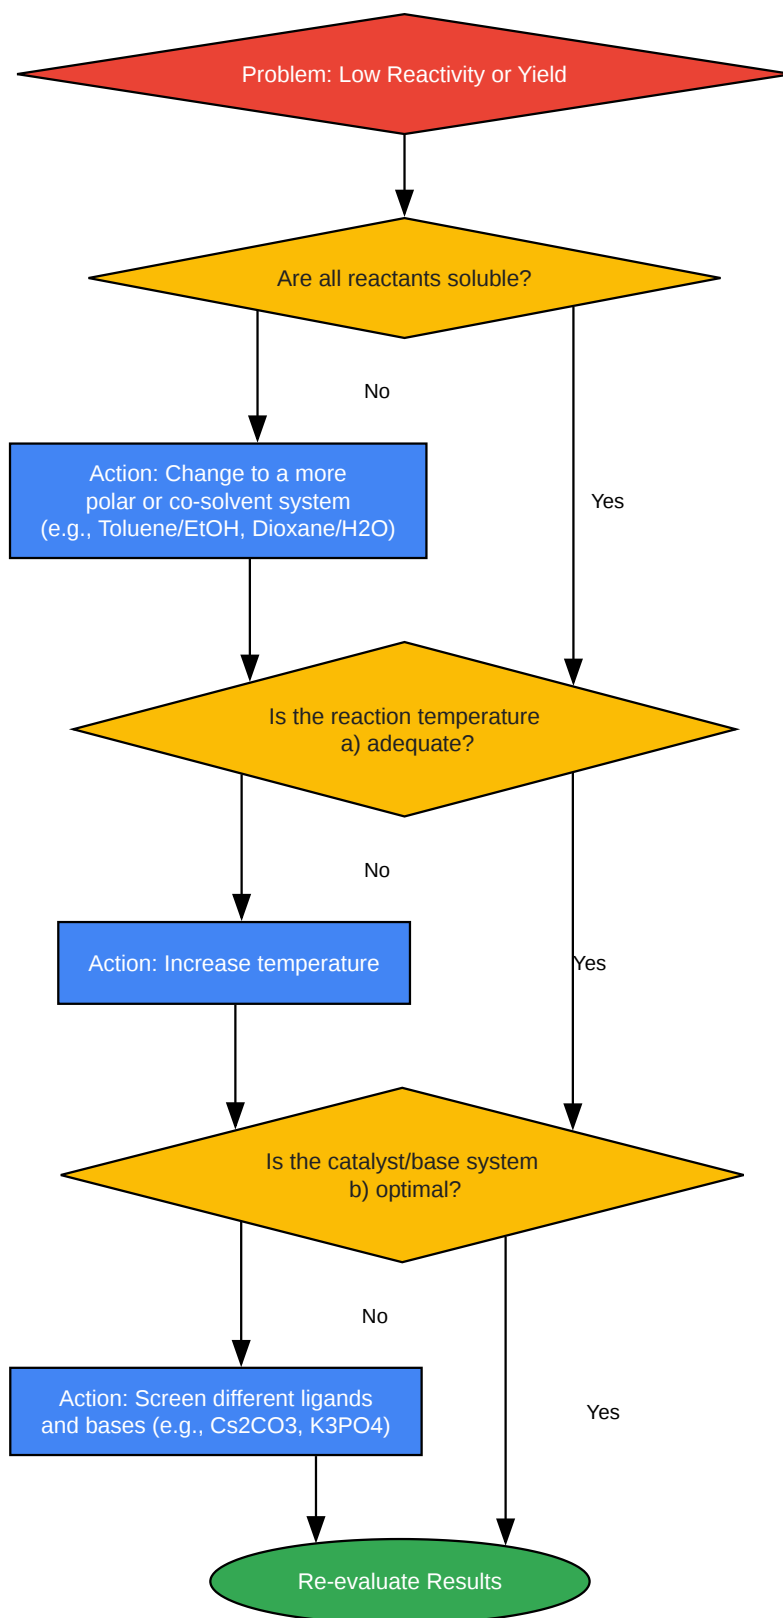 Problem: Low Reactivity or Yield
Are all reactants soluble?
No
Action: Change to a more
polar or co-solvent system
(e.g., Toluene/EtOH, Dioxane/H2O)
Yes
Is the reaction temperature
a) adequate?
No
Action: Increase temperature
Yes
Is the catalyst/base system
b) optimal?
No
Action: Screen different ligands
and bases (e.g., Cs2CO3, K3PO4)
Yes
Re-evaluate Results